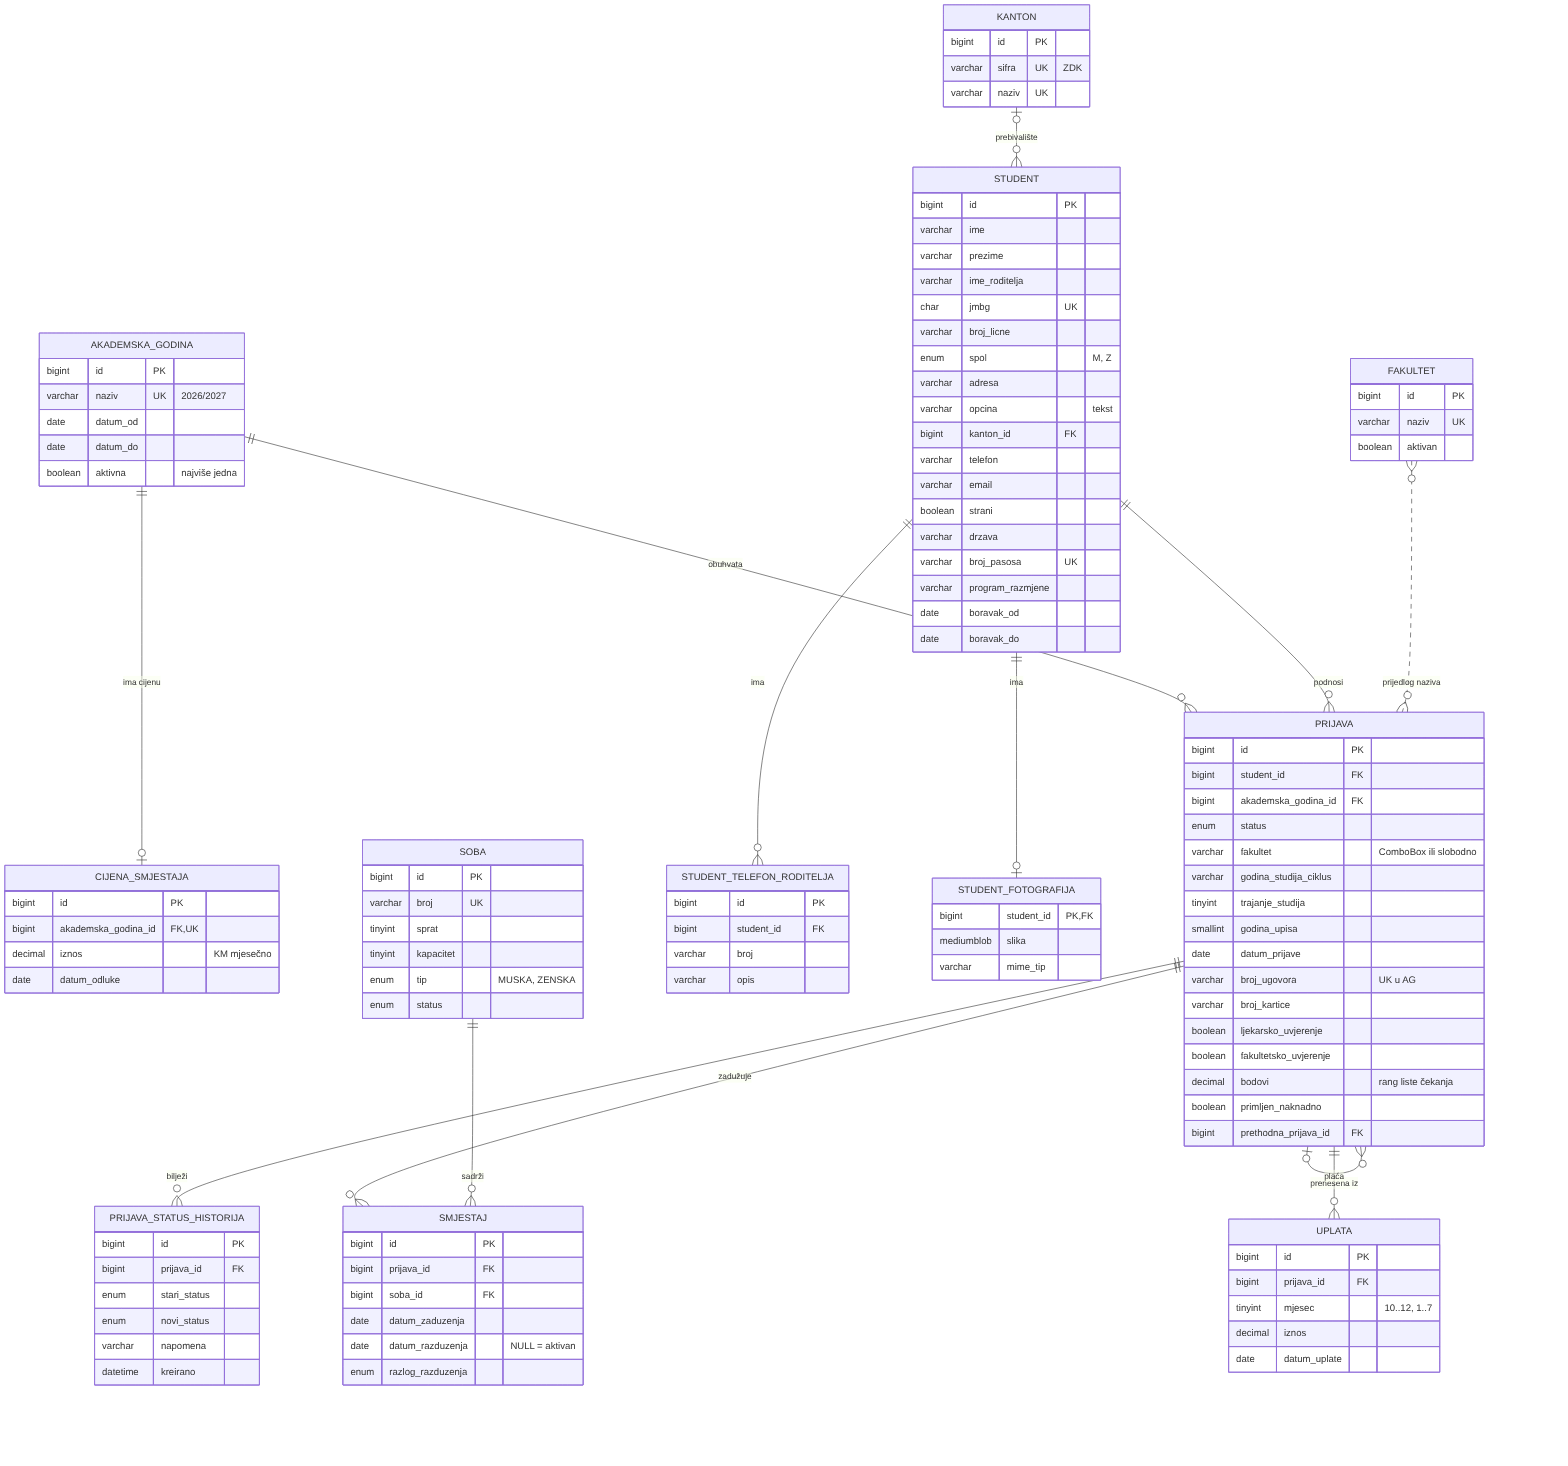 KANTON
bigint id PK
varchar sifra UK ZDK
varchar naziv UK
prebivalište
STUDENT
bigint id PK
varchar ime
varchar prezime
varchar ime_roditelja
char jmbg UK
varchar broj_licne
enum spol M, Z
varchar adresa
varchar opcina tekst
bigint kanton_id FK
varchar telefon
varchar email
boolean strani
varchar drzava
varchar broj_pasosa UK
varchar program_razmjene
date boravak_od
date boravak_do
AKADEMSKA_GODINA
bigint id PK
varchar naziv UK 2026/2027
date datum_od
date datum_do
boolean aktivna najviše jedna
FAKULTET
bigint id PK
varchar naziv UK
boolean aktivan
obuhvata
ima cijenu
ima
ima
podnosi
prijedlog naziva
PRIJAVA
bigint id PK
bigint student_id FK
bigint akademska_godina_id FK
enum status
varchar fakultet ComboBox ili slobodno
varchar godina_studija_ciklus
tinyint trajanje_studija
smallint godina_upisa
date datum_prijave
varchar broj_ugovora UK u AG
varchar broj_kartice
boolean ljekarsko_uvjerenje
boolean fakultetsko_uvjerenje
decimal bodovi rang liste čekanja
boolean primljen_naknadno
bigint prethodna_prijava_id FK
CIJENA_SMJESTAJA
bigint id PK
bigint akademska_godina_id FK,UK
decimal iznos KM mjesečno
date datum_odluke
SOBA
bigint id PK
varchar broj UK
tinyint sprat
tinyint kapacitet
enum tip MUSKA, ZENSKA
enum status
STUDENT_TELEFON_RODITELJA
bigint id PK
bigint student_id FK
varchar broj
varchar opis
STUDENT_FOTOGRAFIJA
bigint student_id PK,FK
mediumblob slika
varchar mime_tip
zadužuje
bilježi
sadrži
plaća
prenesena iz
PRIJAVA_STATUS_HISTORIJA
bigint id PK
bigint prijava_id FK
enum stari_status
enum novi_status
varchar napomena
datetime kreirano
SMJESTAJ
bigint id PK
bigint prijava_id FK
bigint soba_id FK
date datum_zaduzenja
date datum_razduzenja NULL = aktivan
enum razlog_razduzenja
UPLATA
bigint id PK
bigint prijava_id FK
tinyint mjesec 10..12, 1..7
decimal iznos
date datum_uplate